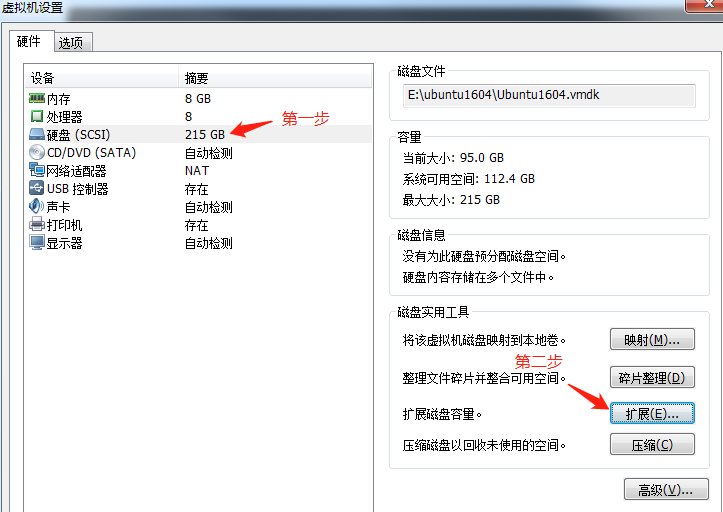 虚拟机设置
硬件 选项
设备 摘要
内存 8 GB
处理器 8
硬盘 (SCSI) 215 GB 第一步
CD/DVD (SATA) 自动检测
网络适配器 NAT
USB 控制器 存在
声卡 自动检测
打印机 存在
显示器 自动检测
磁盘文件
E:\ubuntu1604\Ubuntu1604.vmdk
容量
当前大小: 95.0 GB
系统可用空间: 112.4 GB
最大大小: 215 GB
磁盘信息
没有为此硬盘预分配磁盘空间。
硬盘内容存储在多个文件中。
磁盘实用工具
将该虚拟机磁盘映射到本地卷。 映射(M)...
第二步
整理文件碎片并整合可用空间。 碎片整理(D)
扩展磁盘容量。 扩展(E)...
压缩磁盘以回收未使用的空间。 压缩(C)
高级(V)...